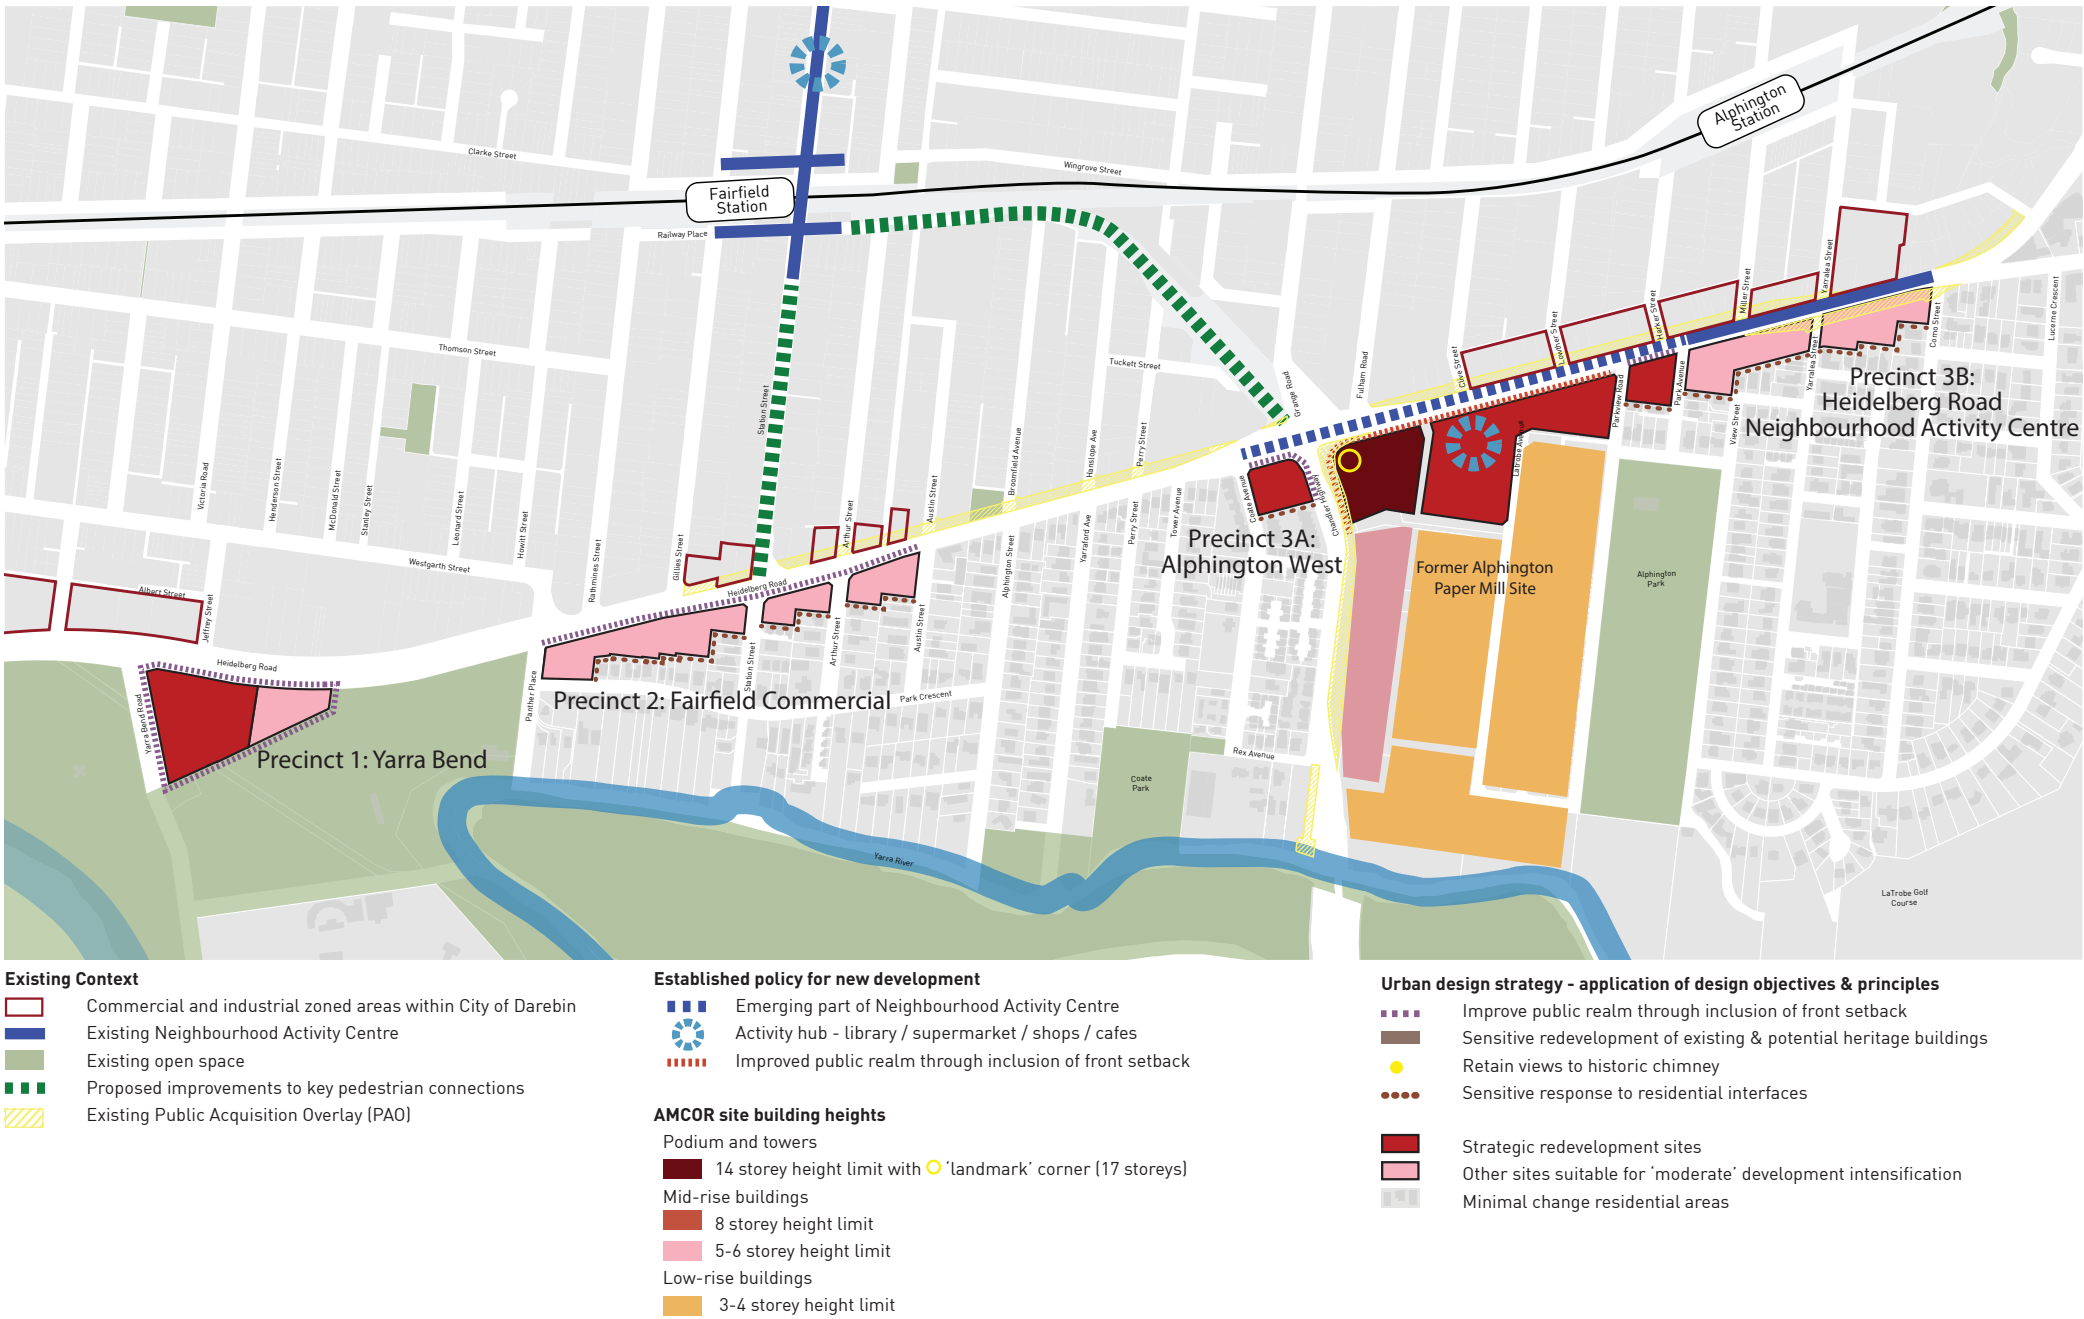 Clarke Street
Wingrove Street
Alphington
Station
Fairfield
Station
Railway Place
Thomson Street
Tuckett Street
Station Street
Grange Road
Fulham Road
Clive Street
Lowther Street
Harker Street
Miller Street
Yarralea Street
Como Street
Lucerne Crescent
Victoria Road
Henderson Street
McDonald Street
Stanley Street
Leonard Street
Howitt Street
Rathmines Street
Gillies Street
Arthur Street
Austin Street
Broomfield Avenue
Hanslope Ave
Perry Street
Coate Avenue
Chandler Highway
Latrobe Avenue
Parkview Road
Park Avenue
View Street
Yarralea Street
Precinct 3B:
Heidelberg Road
Neighbourhood Activity Centre
Westgarth Street
Albert Street
Jeffrey Street
Heidelberg Road
Alphington Street
Yarraford Ave
Perry Street
Tower Avenue
Precinct 3A:
Alphington West
Former Alphington
Paper Mill Site
Alphington
Park
Heidelberg Road
Yarra Bend Road
Panther Place
Station Street
Arthur Street
Austin Street
Park Crescent
Precinct 2: Fairfield Commercial
Precinct 1: Yarra Bend
Rex Avenue
Coate
Park
Yarra River
LaTrobe Golf
Course
Existing Context
Commercial and industrial zoned areas within City of Darebin
Existing Neighbourhood Activity Centre
Existing open space
Proposed improvements to key pedestrian connections
Existing Public Acquisition Overlay (PAO)
Established policy for new development
Emerging part of Neighbourhood Activity Centre
Activity hub - library / supermarket / shops / cafes
Improved public realm through inclusion of front setback
AMCOR site building heights
Podium and towers
14 storey height limit with 'landmark' corner (17 storeys)
Mid-rise buildings
8 storey height limit
5-6 storey height limit
Low-rise buildings
3-4 storey height limit
Urban design strategy - application of design objectives & principles
Improve public realm through inclusion of front setback
Sensitive redevelopment of existing & potential heritage buildings
Retain views to historic chimney
Sensitive response to residential interfaces
Strategic redevelopment sites
Other sites suitable for 'moderate' development intensification
Minimal change residential areas